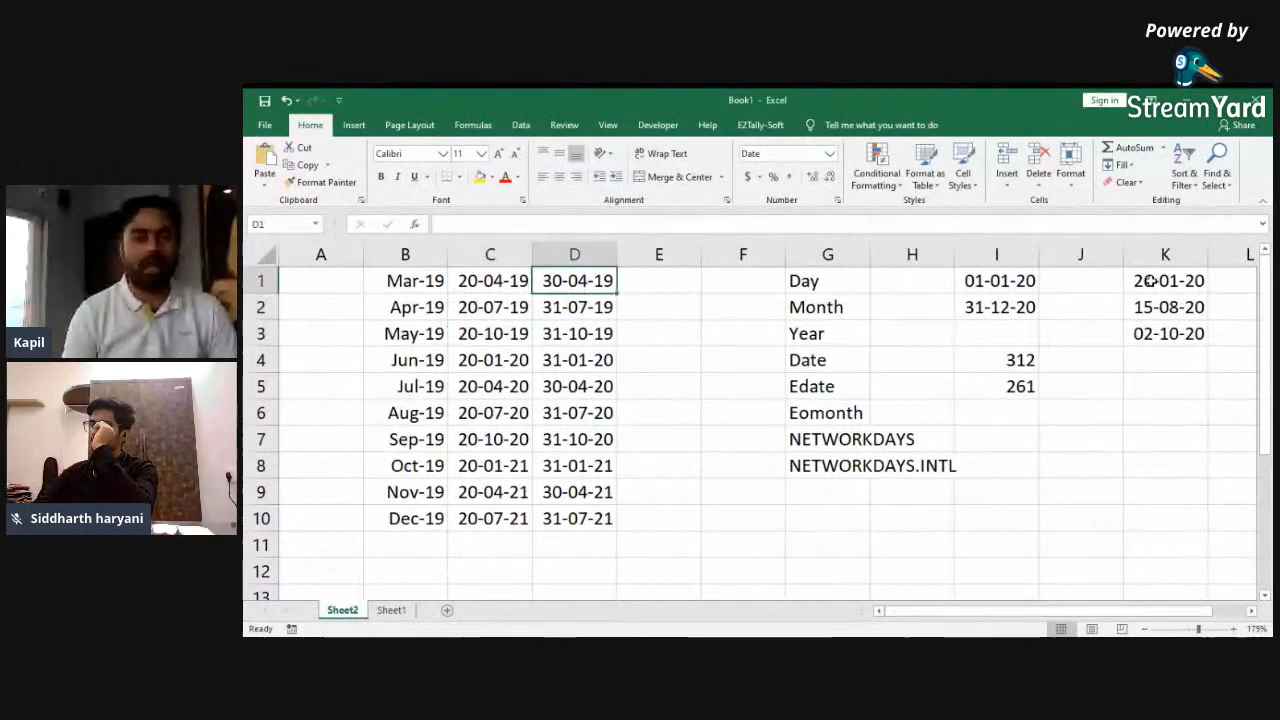 Powered by
StreamYard
Book1 - Excel
Sign in
File Home Insert Page Layout Formulas Data Review View Developer Help EZTally-Soft Tell me what you want to do Share
Paste
Cut
Copy
Format Painter
Clipboard
Calibri 11
B I U
Font
Wrap Text
Merge & Center
Alignment
Date
$ % ,
Number
Conditional Formatting
Format as Table
Cell Styles
Styles
Insert
Delete
Format
Cells
AutoSum
Fill
Clear
Sort & Filter
Find & Select
Editing
D1
fx
A B C D E F G H I J K L
1 Mar-19 20-04-19 30-04-19 Day 01-01-20
2 Apr-19 20-07-19 31-07-19 Month 31-12-20 15-08-20
3 May-19 20-10-19 31-10-19 Year 02-10-20
4 Jun-19 20-01-20 31-01-20 Date 312
5 Jul-19 20-04-20 30-04-20 Edate 261
6 Aug-19 20-07-20 31-07-20 Eomonth
7 Sep-19 20-10-20 31-10-20 NETWORKDAYS
8 Oct-19 20-01-21 31-01-21 NETWORKDAYS.INTL
9 Nov-19 20-04-21 30-04-21
10 Dec-19 20-07-21 31-07-21
11
12
13
Sheet2 Sheet1
Ready
175%
Kapil
Siddharth haryani